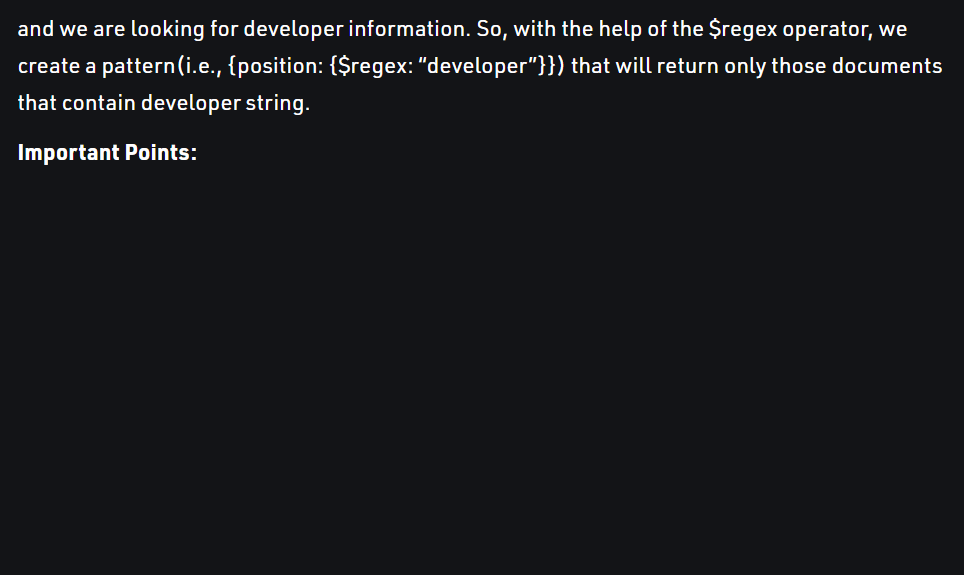 and we are looking for developer information. So, with the help of the $regex operator, we
create a pattern(i.e., {position: {$regex: “developer”}}) that will return only those documents
that contain developer string.
Important Points: